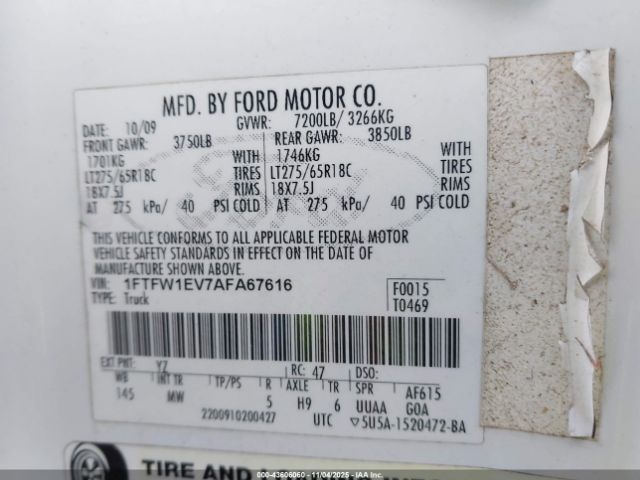 MFD. BY FORD MOTOR CO.
DATE: 10/09 GVWR: 7200LB/ 3266KG
FRONT GAWR: 3750LB REAR GAWR: 3850LB
1701KG WITH 1746KG WITH
LT275/65R18C TIRES LT275/65R18C TIRES
18X7.5J RIMS 18X7.5J RIMS
AT 275 kPa/ 40 PSI COLD AT 275 kPa/ 40 PSI COLD
THIS VEHICLE CONFORMS TO ALL APPLICABLE FEDERAL MOTOR
VEHICLE SAFETY STANDARDS IN EFFECT ON THE DATE OF
MANUFACTURE SHOWN ABOVE.
VIN: 1FTFW1EV7AFA67616 F0015
TYPE: Truck T0469
EXT PNT: YZ RC: 47 DSO:
WB INT TR TP/PS R AXLE TR SPR AF615
145 MW 5 H9 6 UUAA G0A
2200910200427 UTC 5U5A-1520472-BA
TIRE AND
000-43606060 - 11/04/2025 - IAA Inc.